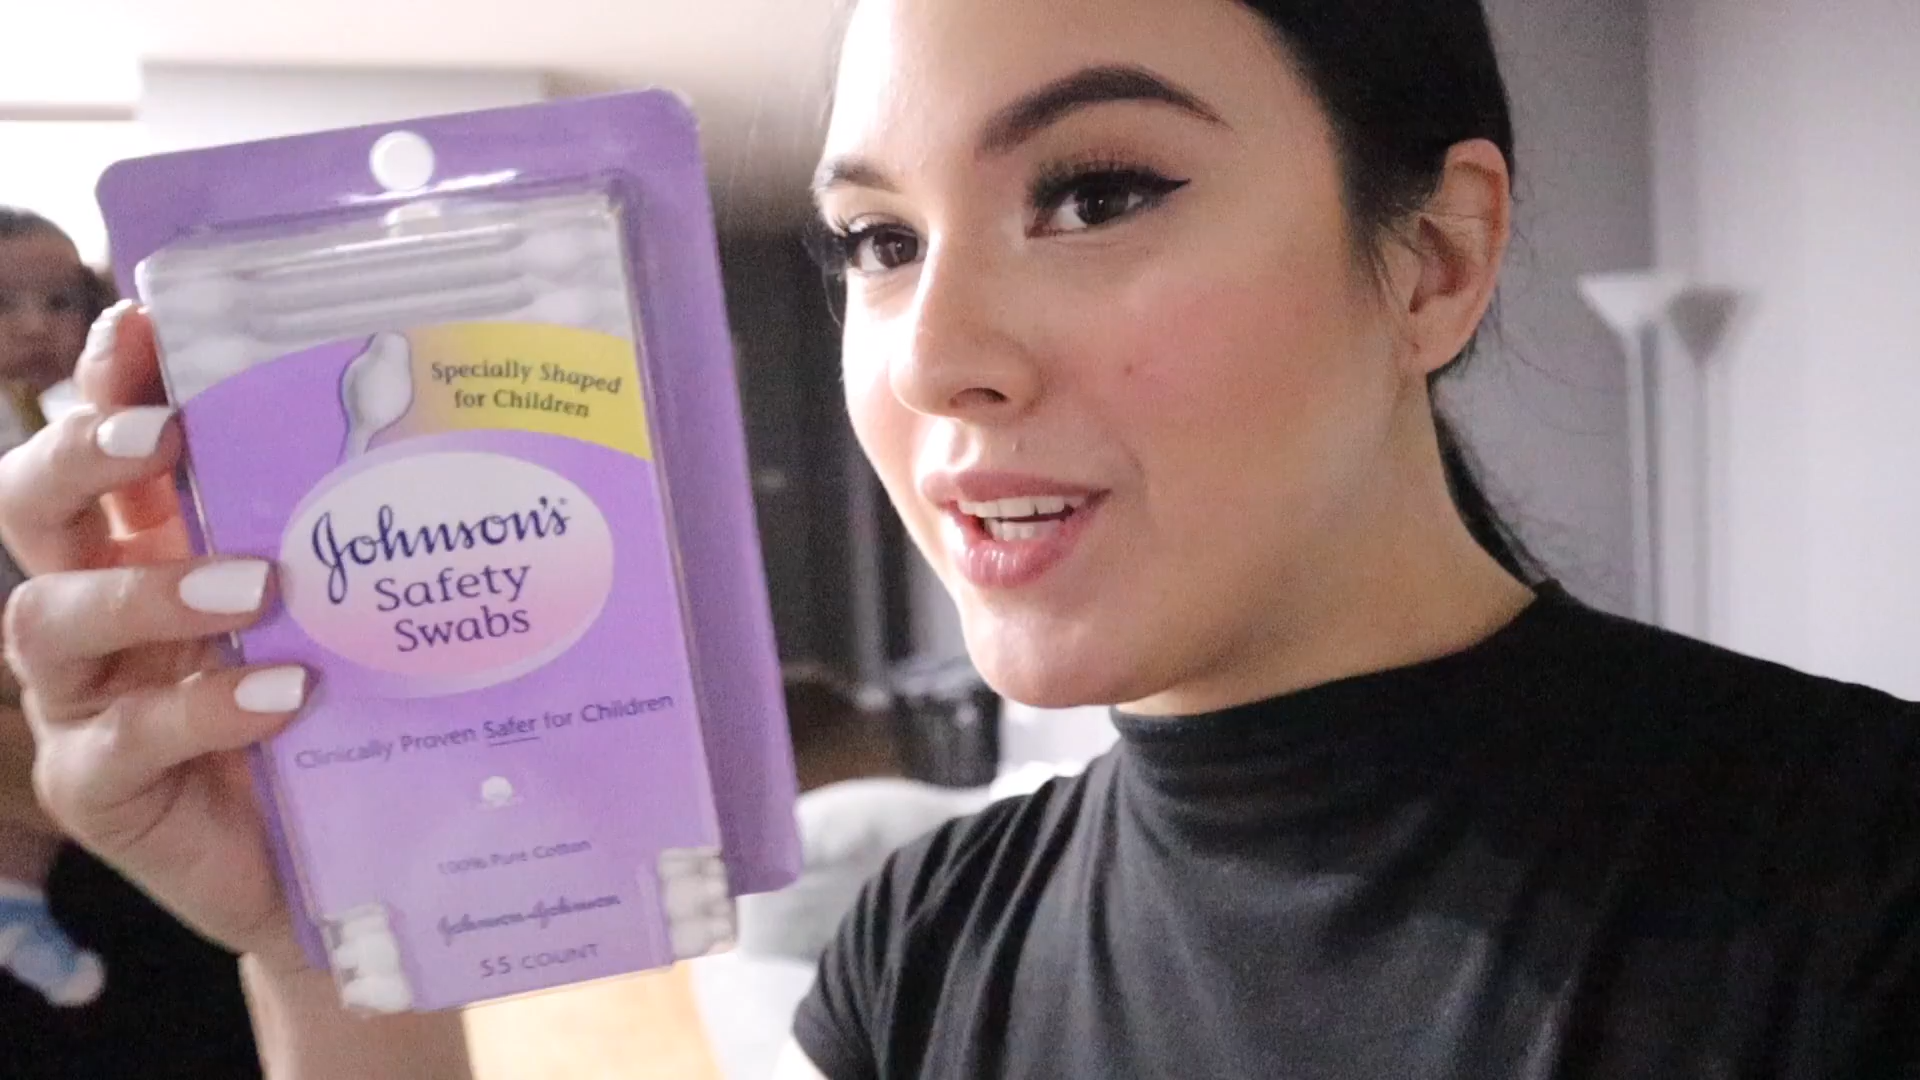 Specially Shaped
for Children
Johnson's
Safety
Swabs
Clinically Proven Safer for Children
100% Pure Cotton
Johnson & Johnson
55 COUNT